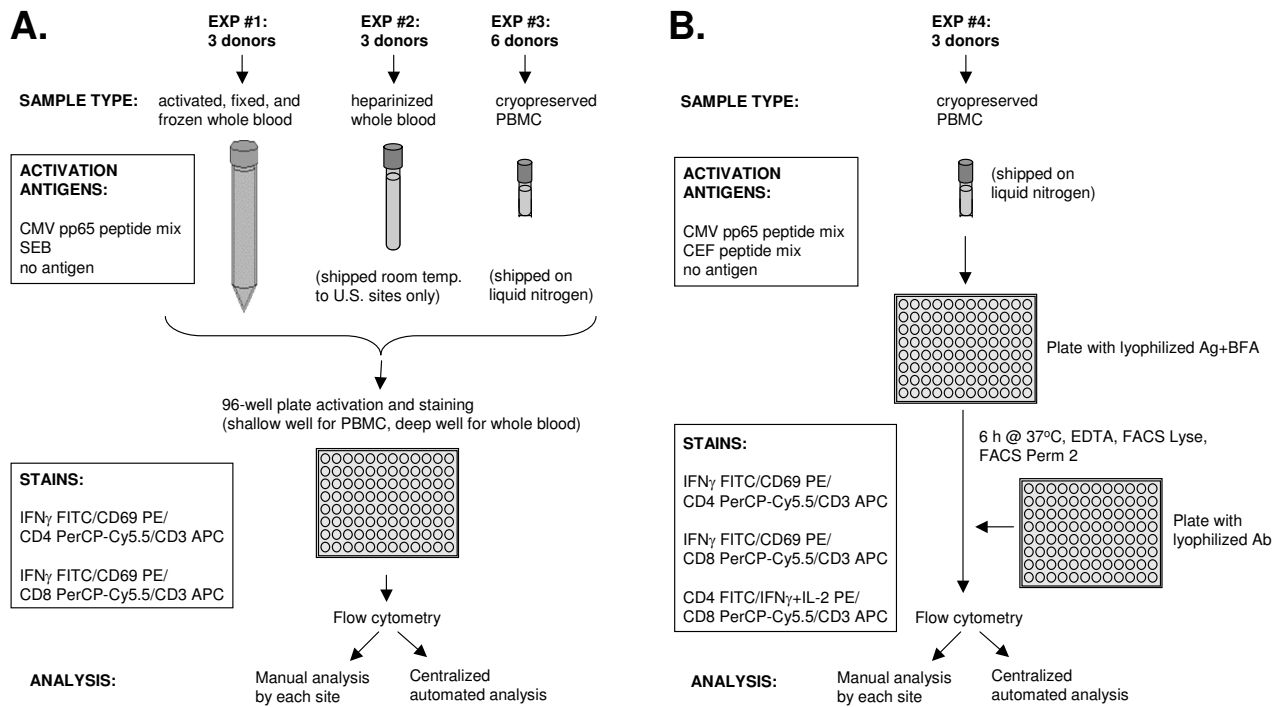 A.
EXP #1:
3 donors
EXP #2:
3 donors
EXP #3:
6 donors
SAMPLE TYPE:
activated, fixed, and
frozen whole blood
heparinized
whole blood
cryopreserved
PBMC
ACTIVATION
ANTIGENS:
CMV pp65 peptide mix
SEB
no antigen
(shipped room temp.
to U.S. sites only)
(shipped on
liquid nitrogen)
96-well plate activation and staining
(shallow well for PBMC, deep well for whole blood)
STAINS:
IFNγ FITC/CD69 PE/
CD4 PerCP-Cy5.5/CD3 APC
IFNγ FITC/CD69 PE/
CD8 PerCP-Cy5.5/CD3 APC
Flow cytometry
ANALYSIS:
Manual analysis
by each site
Centralized
automated analysis
B.
EXP #4:
3 donors
SAMPLE TYPE:
cryopreserved
PBMC
ACTIVATION
ANTIGENS:
CMV pp65 peptide mix
CEF peptide mix
no antigen
(shipped on
liquid nitrogen)
Plate with lyophilized Ag+BFA
6 h @ 37ºC, EDTA, FACS Lyse,
FACS Perm 2
STAINS:
IFNγ FITC/CD69 PE/
CD4 PerCP-Cy5.5/CD3 APC
IFNγ FITC/CD69 PE/
CD8 PerCP-Cy5.5/CD3 APC
CD4 FITC/IFNγ+IL-2 PE/
CD8 PerCP-Cy5.5/CD3 APC
Plate with
lyophilized Ab
Flow cytometry
ANALYSIS:
Manual analysis
by each site
Centralized
automated analysis